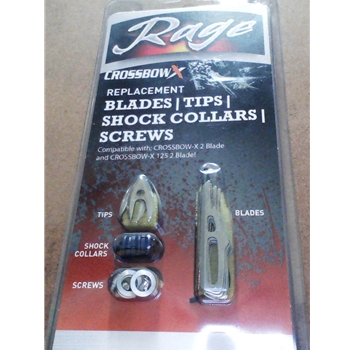 Rage
CROSSBOWX
REPLACEMENT
BLADES | TIPS |
SHOCK COLLARS |
SCREWS
Compatible with: CROSSBOW-X 2 Blade
and CROSSBOW-X 125 2 Blade!
TIPS
BLADES
SHOCK
COLLARS
SCREWS